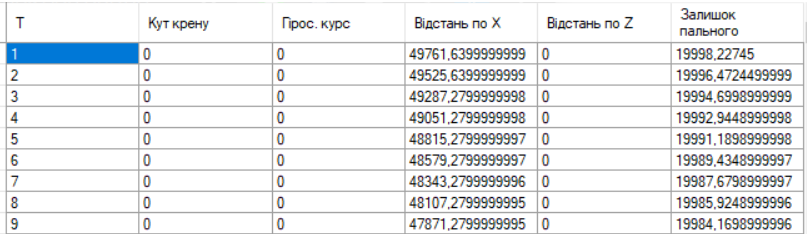 T Кут крену Гірос. курс Відстань по X Відстань по Z Залишок пального
1 0 0 49761,6399999999 0 19998,22745
2 0 0 49525,6399999999 0 19996,4724499999
3 0 0 49287,2799999998 0 19994,6998999999
4 0 0 49051,2799999998 0 19992,9448999998
5 0 0 48815,2799999997 0 19991,1898999998
6 0 0 48579,2799999997 0 19989,4348999997
7 0 0 48343,2799999996 0 19987,6798999997
8 0 0 48107,2799999995 0 19985,9248999996
9 0 0 47871,2799999995 0 19984,1698999996